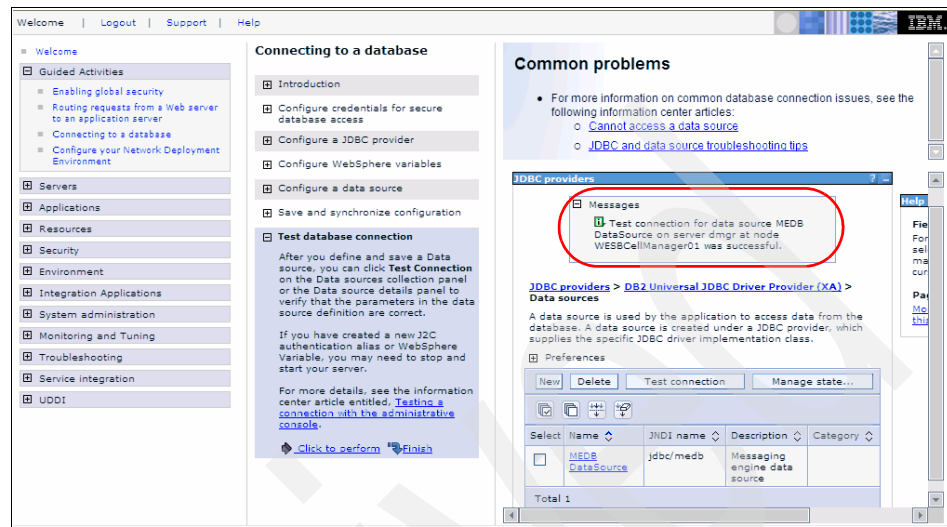 Welcome | Logout | Support | Help
IBM.
Welcome
Guided Activities
Enabling global security
Routing requests from a Web server
to an application server
Connecting to a database
Configure your Network Deployment
Environment
Servers
Applications
Resources
Security
Environment
Integration Applications
System administration
Monitoring and Tuning
Troubleshooting
Service integration
UDDI
Connecting to a database
Introduction
Configure credentials for secure
database access
Configure a JDBC provider
Configure WebSphere variables
Configure a data source
Save and synchronize configuration
Test database connection
After you define and save a Data
source, you can click Test Connection
on the Data sources collection panel
or the Data source details panel to
verify that the parameters in the data
source definition are correct.
If you have created a new J2C
authentication alias or WebSphere
Variable, you may need to stop and
start your server.
For more details, see the information
center article entitled, Testing a
connection with the administrative
console.
Click to perform Finish
Common problems
For more information on common database connection issues, see the
following information center articles:
Cannot access a data source
JDBC and data source troubleshooting tips
JDBC providers ? –
Messages
Test connection for data source MEDB
DataSource on server dmgr at node
WESBCellManager01 was successful.
JDBC providers > DB2 Universal JDBC Driver Provider (XA) >
Data sources
A data source is used by the application to access data from the
database. A data source is created under a JDBC provider, which
supplies the specific JDBC driver implementation class.
Preferences
New Delete Test connection Manage state...
Select Name JNDI name Description Category
MEDB
DataSource
jdbc/medb
Messaging
engine data
source
Total 1
Help
Fie
For
sel
ma
cur
Pa
Mo
this